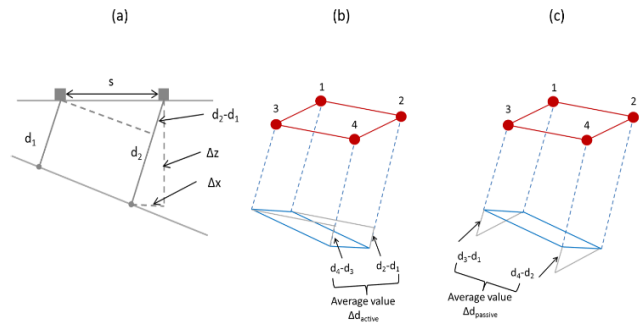 (a)
s
d1
d2
d2-d1
Δz
Δx
(b)
1
2
3
4
d4-d3
d2-d1
Average value
Δdactive
(c)
1
2
3
4
d3-d1
d4-d2
Average value
Δdpassive